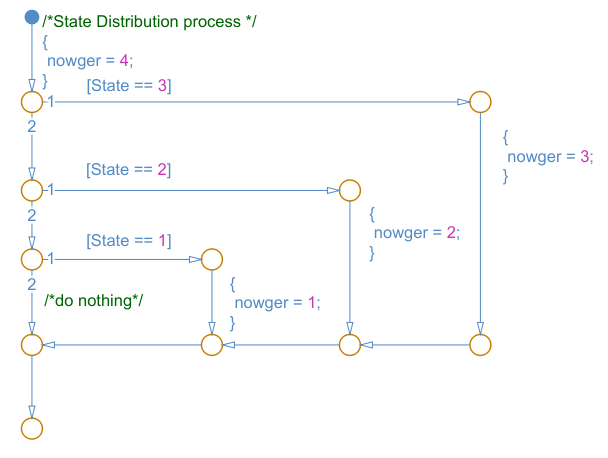 /*State Distribution process */
{
nowger = 4;
}
[State == 3]
1
2
{
nowger = 3;
}
[State == 2]
1
2
{
nowger = 2;
}
[State == 1]
1
2
{
nowger = 1;
}
/*do nothing*/